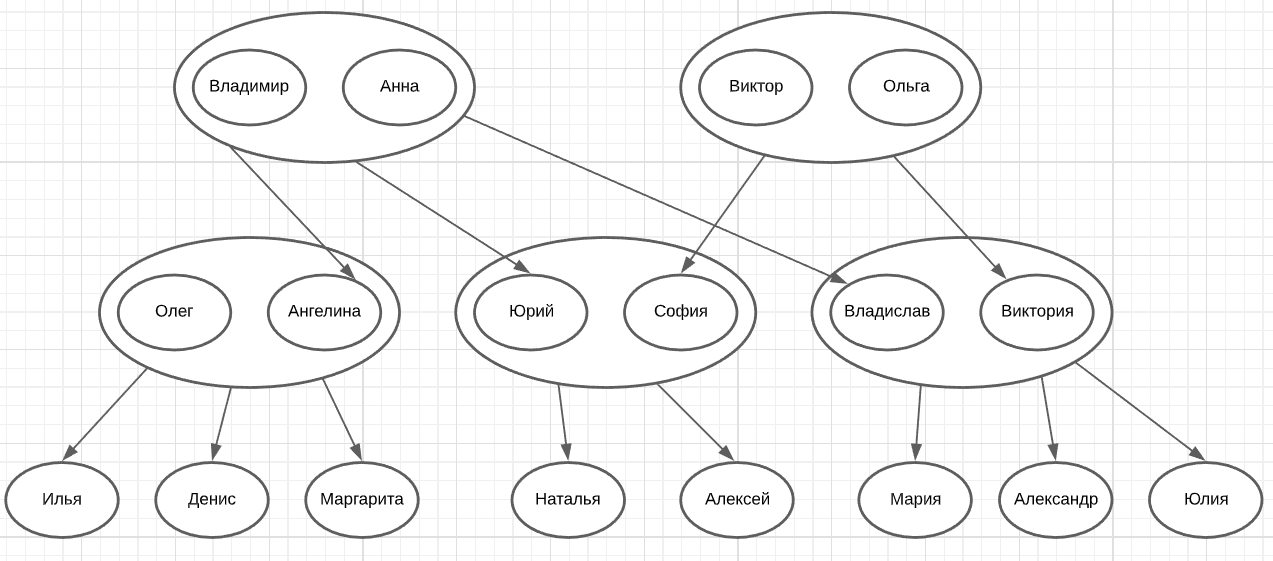 Владимир
Анна
Виктор
Ольга
Олег
Ангелина
Юрий
София
Владислав
Виктория
Илья
Денис
Маргарита
Наталья
Алексей
Мария
Александр
Юлия